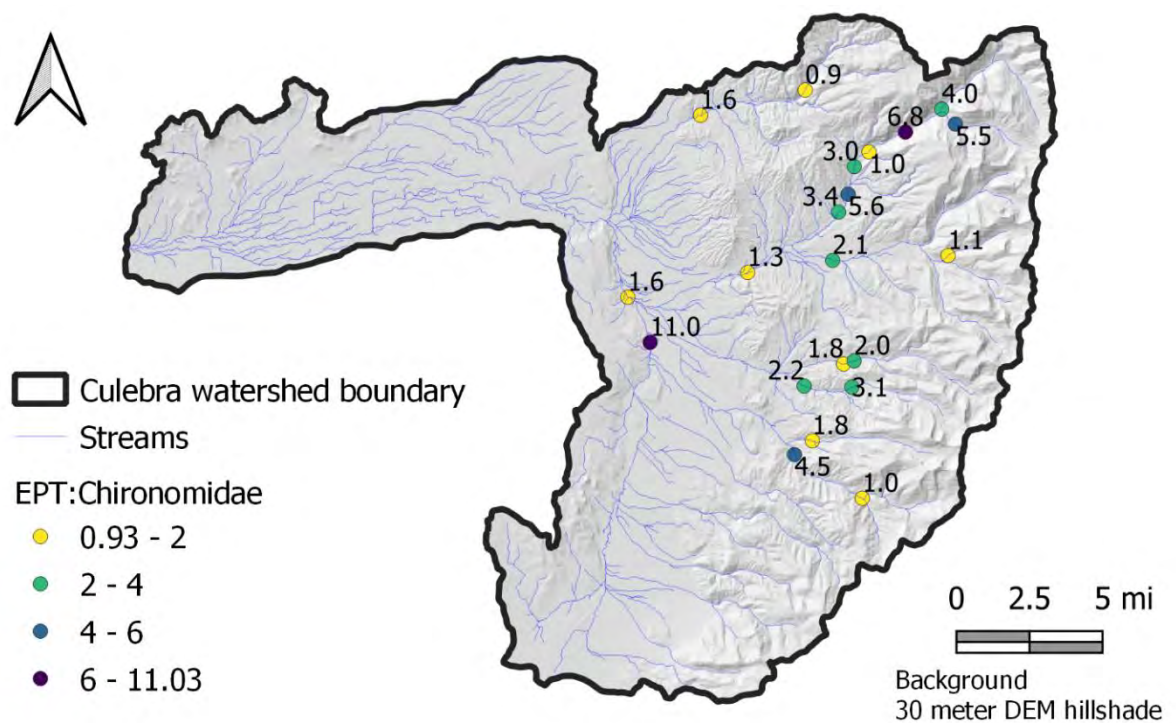 0.9
1.6
4.0
6.8
5.5
3.0
1.0
3.4
5.6
2.1
1.1
1.3
1.6
11.0
1.8
2.0
2.2
3.1
1.8
4.5
1.0
Culebra watershed boundary
Streams
EPT:Chironomidae
0.93 - 2
2 - 4
4 - 6
6 - 11.03
0 2.5 5 mi
Background
30 meter DEM hillshade